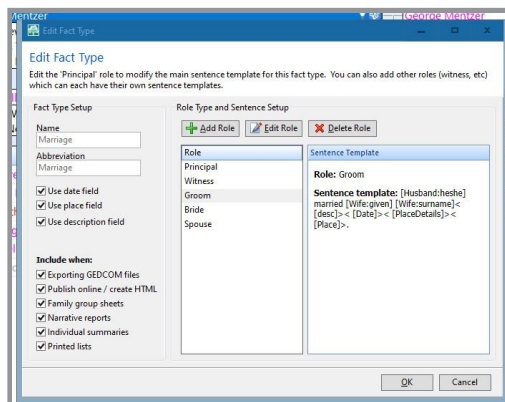 George Mentzer
Edit Fact Type
Edit Fact Type
Edit the 'Principal' role to modify the main sentence template for this fact type. You can also add other roles (witness, etc)
which can each have their own sentence templates.
Fact Type Setup
Name
Marriage
Abbreviation
Marriage
Use date field
Use place field
Use description field
Include when:
Exporting GEDCOM files
Publish online / create HTML
Family group sheets
Narrative reports
Individual summaries
Printed lists
Role Type and Sentence Setup
Add Role
Edit Role
Delete Role
Role
Principal
Witness
Groom
Bride
Spouse
Sentence Template
Role: Groom
Sentence template: [Husband:heshe]
married [Wife:given] [Wife:surname]<
[desc]>< [Date]>< [PlaceDetails]><
[Place]>.
OK
Cancel